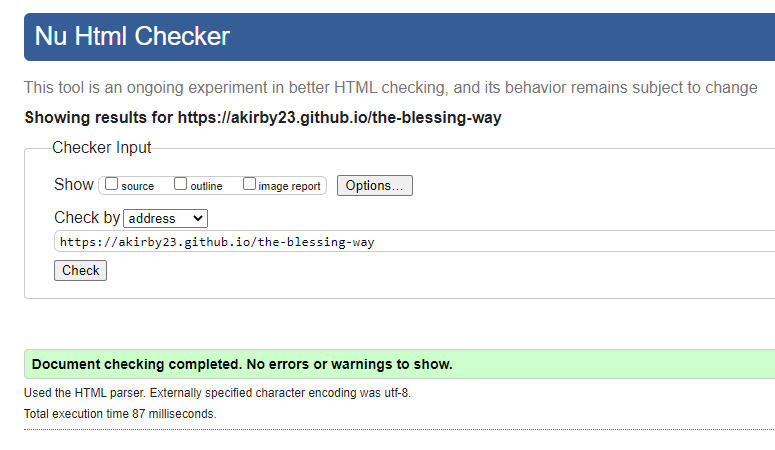 Nu Html Checker
This tool is an ongoing experiment in better HTML checking, and its behavior remains subject to change
Showing results for https://akirby23.github.io/the-blessing-way
Checker Input
Show source outline image report Options...
Check by address
https://akirby23.github.io/the-blessing-way
Check
Document checking completed. No errors or warnings to show.
Used the HTML parser. Externally specified character encoding was utf-8.
Total execution time 87 milliseconds.